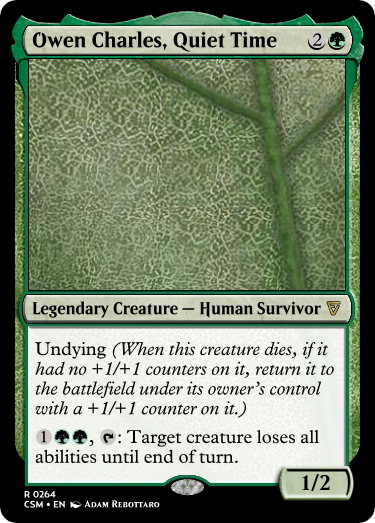 Owen Charles, Quiet Time 2
Legendary Creature — Human Survivor
Undying (When this creature dies, if it
had no +1/+1 counters on it, return it to
the battlefield under its owner's control
with a +1/+1 counter on it.)
1, : Target creature loses all
abilities until end of turn.
1/2
R 0264
CSM • EN Adam Rebottaro